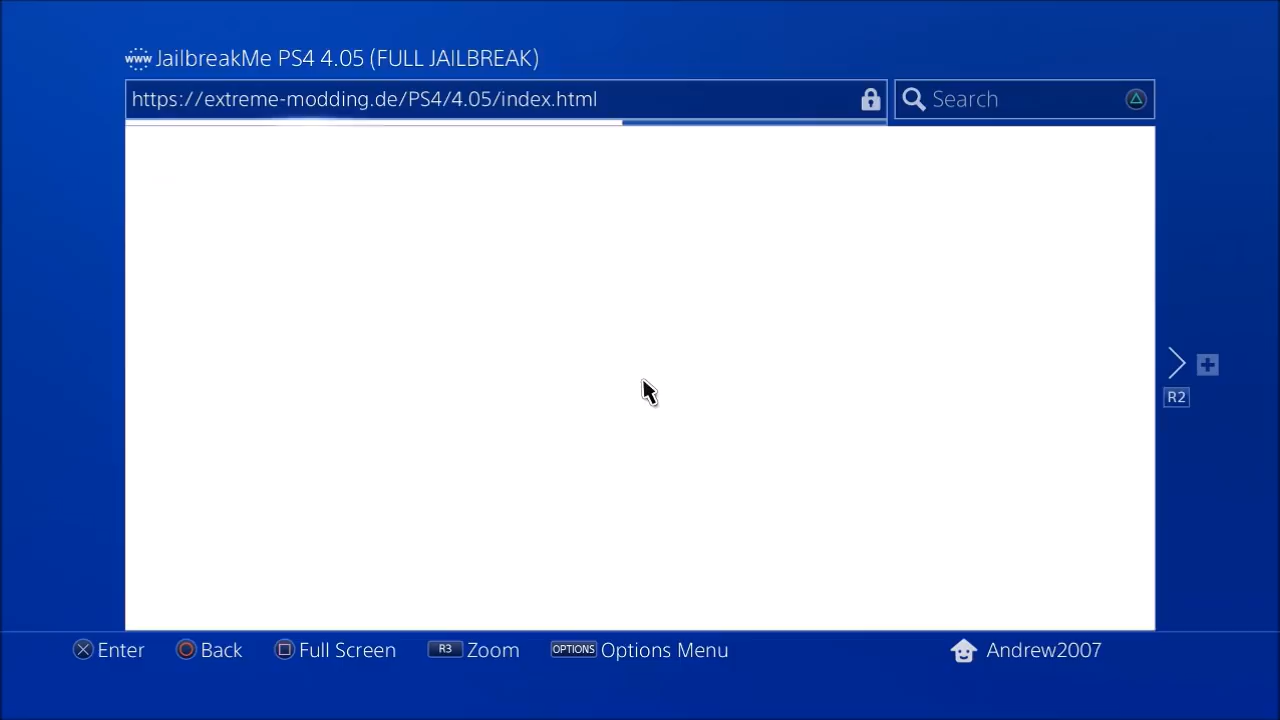 www JailbreakMe PS4 4.05 (FULL JAILBREAK)
https://extreme-modding.de/PS4/4.05/index.html
Search
R2
Enter Back Full Screen R3 Zoom OPTIONS Options Menu Andrew2007